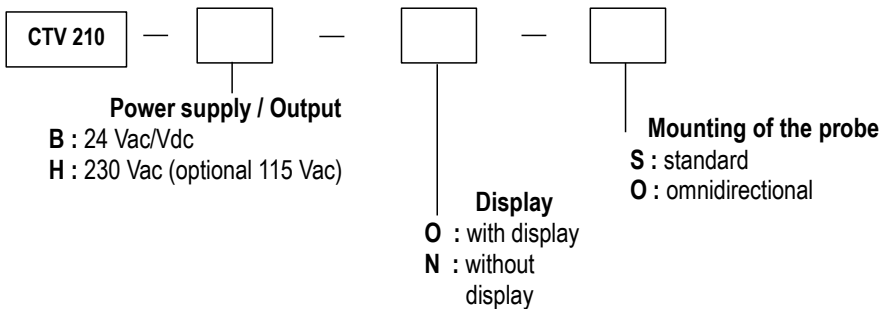 CTV 210 — — —
Power supply / Output
B : 24 Vac/Vdc
H : 230 Vac (optional 115 Vac)
Display
O : with display
N : without
display
Mounting of the probe
S : standard
O : omnidirectional